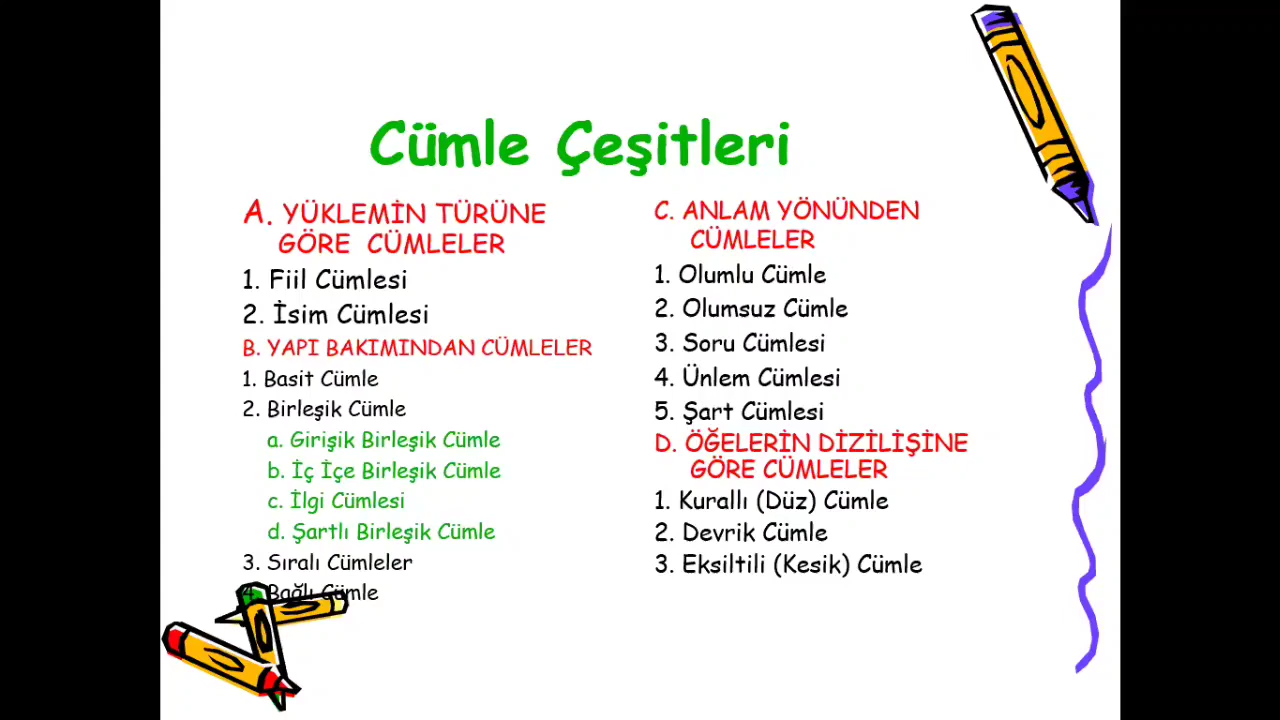 Cümle Çeşitleri
A. YÜKLEMİN TÜRÜNE
GÖRE CÜMLELER
1. Fiil Cümlesi
2. İsim Cümlesi
B. YAPI BAKIMINDAN CÜMLELER
1. Basit Cümle
2. Birleşik Cümle
a. Girişik Birleşik Cümle
b. İç İçe Birleşik Cümle
c. İlgi Cümlesi
d. Şartlı Birleşik Cümle
3. Sıralı Cümleler
4. Bağlı Cümle
C. ANLAM YÖNÜNDEN
CÜMLELER
1. Olumlu Cümle
2. Olumsuz Cümle
3. Soru Cümlesi
4. Ünlem Cümlesi
5. Şart Cümlesi
D. ÖĞELERİN DİZİLİŞİNE
GÖRE CÜMLELER
1. Kurallı (Düz) Cümle
2. Devrik Cümle
3. Eksiltili (Kesik) Cümle